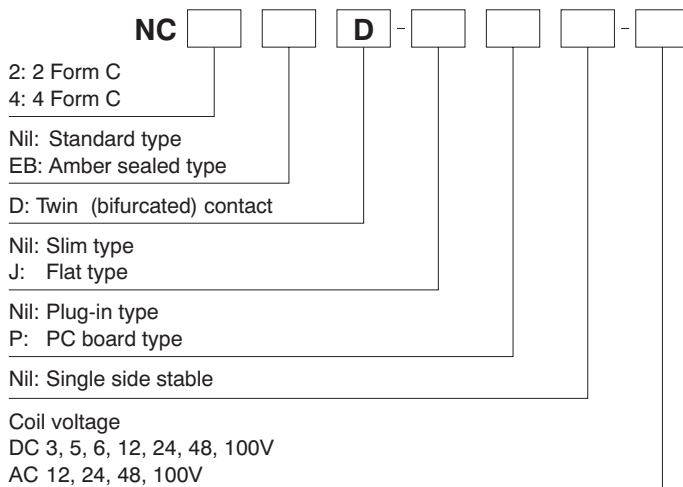 NC D - -
2: 2 Form C
4: 4 Form C
Nil: Standard type
EB: Amber sealed type
D: Twin (bifurcated) contact
Nil: Slim type
J: Flat type
Nil: Plug-in type
P: PC board type
Nil: Single side stable
Coil voltage
DC 3, 5, 6, 12, 24, 48, 100V
AC 12, 24, 48, 100V